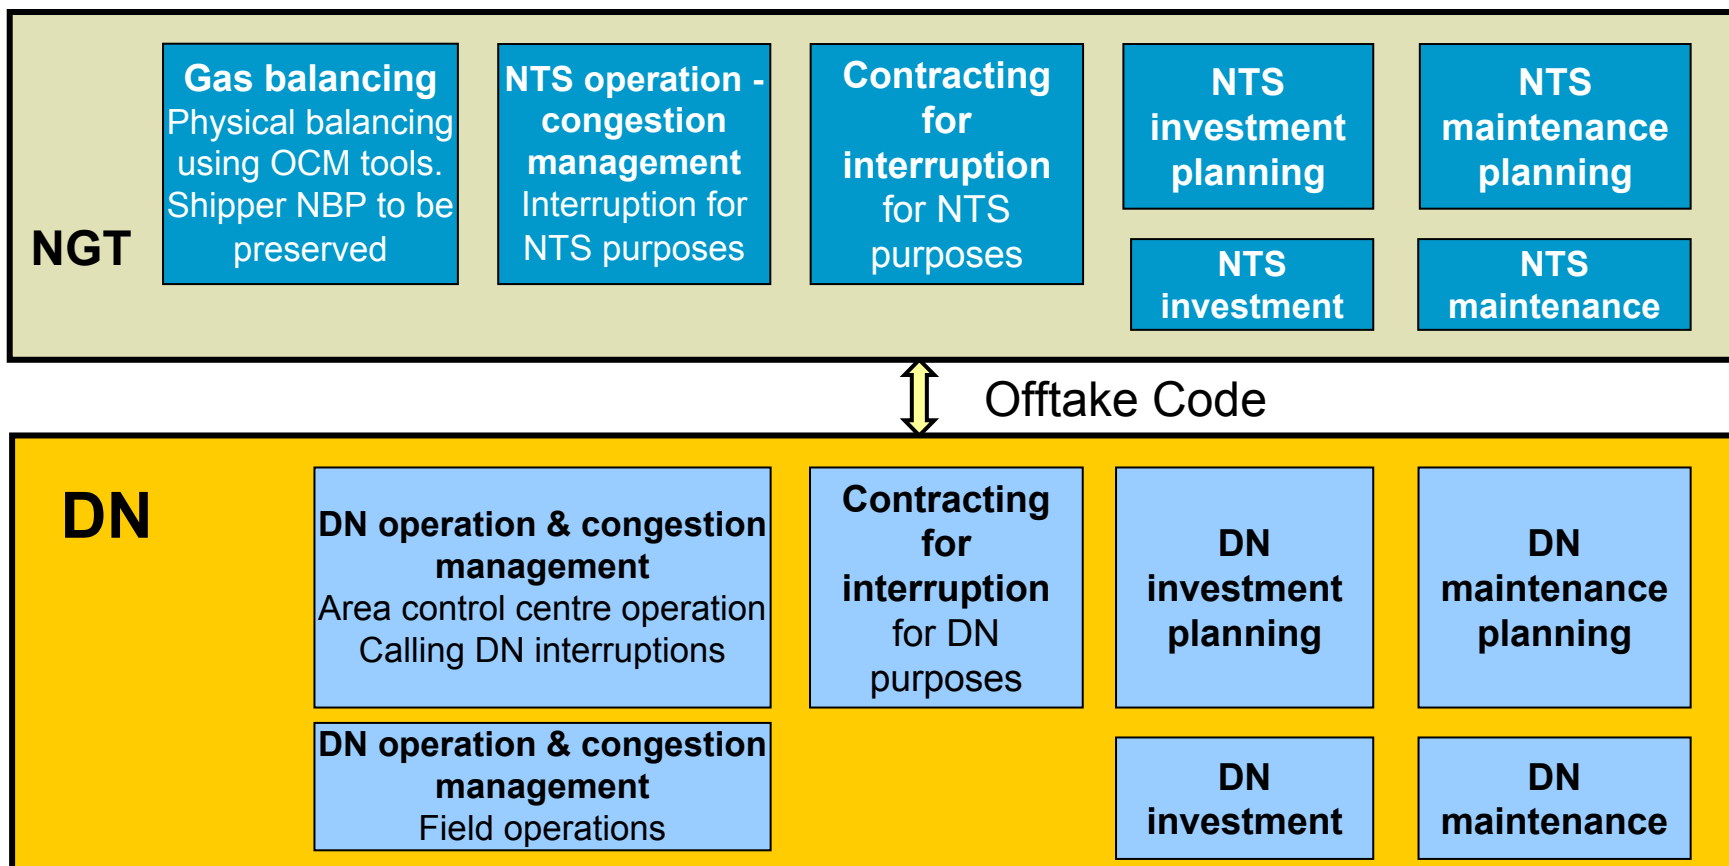 NGT
Gas balancing
Physical balancing
using OCM tools.
Shipper NBP to be
preserved
NTS operation -
congestion
management
Interruption for
NTS purposes
Contracting
for
interruption
for NTS
purposes
NTS
investment
planning
NTS
maintenance
planning
NTS
investment
NTS
maintenance
Offtake Code
DN
DN operation & congestion
management
Area control centre operation
Calling DN interruptions
Contracting
for
interruption
for DN
purposes
DN
investment
planning
DN
maintenance
planning
DN operation & congestion
management
Field operations
DN
investment
DN
maintenance